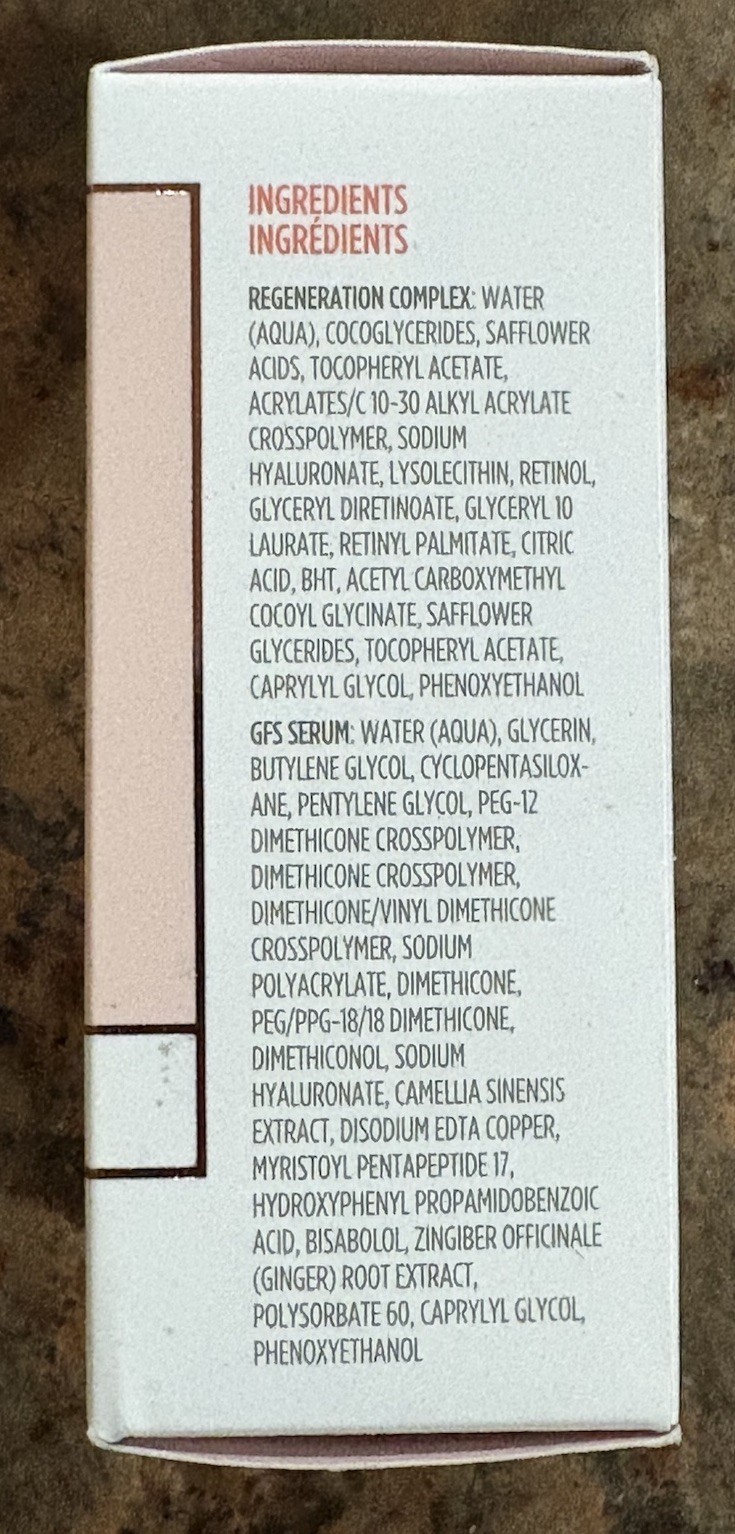 INGREDIENTS
INGRÉDIENTS
REGENERATION COMPLEX: WATER
(AQUA), COCOGLYCERIDES, SAFFLOWER
ACIDS, TOCOPHERYL ACETATE,
ACRYLATES/C 10-30 ALKYL ACRYLATE
CROSSPOLYMER, SODIUM
HYALURONATE, LYSOLECITHIN, RETINOL,
GLYCERYL DIRETINOATE, GLYCERYL 10
LAURATE, RETINYL PALMITATE, CITRIC
ACID, BHT, ACETYL CARBOXYMETHYL
COCOYL GLYCINATE, SAFFLOWER
GLYCERIDES, TOCOPHERYL ACETATE,
CAPRYLYL GLYCOL, PHENOXYETHANOL
GFS SERUM: WATER (AQUA), GLYCERIN,
BUTYLENE GLYCOL, CYCLOPENTASILOX-
ANE, PENTYLENE GLYCOL, PEG-12
DIMETHICONE CROSSPOLYMER,
DIMETHICONE CROSSPOLYMER,
DIMETHICONE/VINYL DIMETHICONE
CROSSPOLYMER, SODIUM
POLYACRYLATE, DIMETHICONE,
PEG/PPG-18/18 DIMETHICONE,
DIMETHICONOL, SODIUM
HYALURONATE, CAMELLIA SINENSIS
EXTRACT, DISODIUM EDTA COPPER,
MYRISTOYL PENTAPEPTIDE 17,
HYDROXYPHENYL PROPAMIDOBENZOIC
ACID, BISABOLOL, ZINGIBER OFFICINALE
(GINGER) ROOT EXTRACT,
POLYSORBATE 60, CAPRYLYL GLYCOL,
PHENOXYETHANOL